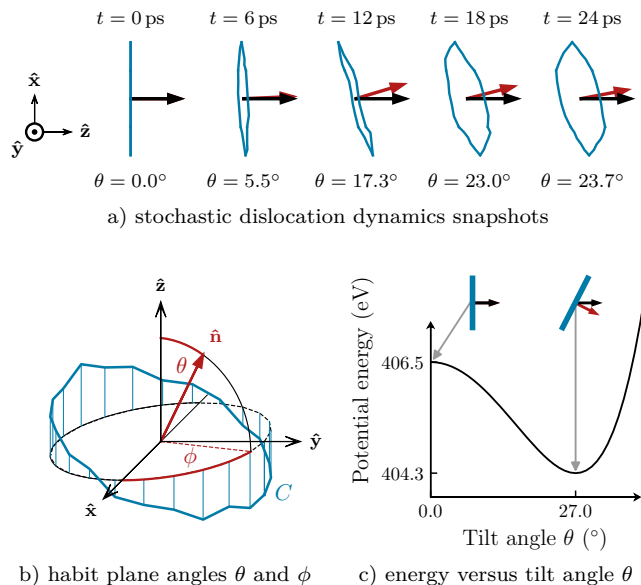 t = 0 ps t = 6 ps t = 12 ps t = 18 ps t = 24 ps
x̂
ẑ
ŷ
θ = 0.0° θ = 5.5° θ = 17.3° θ = 23.0° θ = 23.7°
a) stochastic dislocation dynamics snapshots
ẑ
n̂
θ
ŷ
ϕ
x̂
C
b) habit plane angles θ and ϕ
Potential energy (eV)
406.5
404.3
0.0 27.0
Tilt angle θ (°)
c) energy versus tilt angle θ